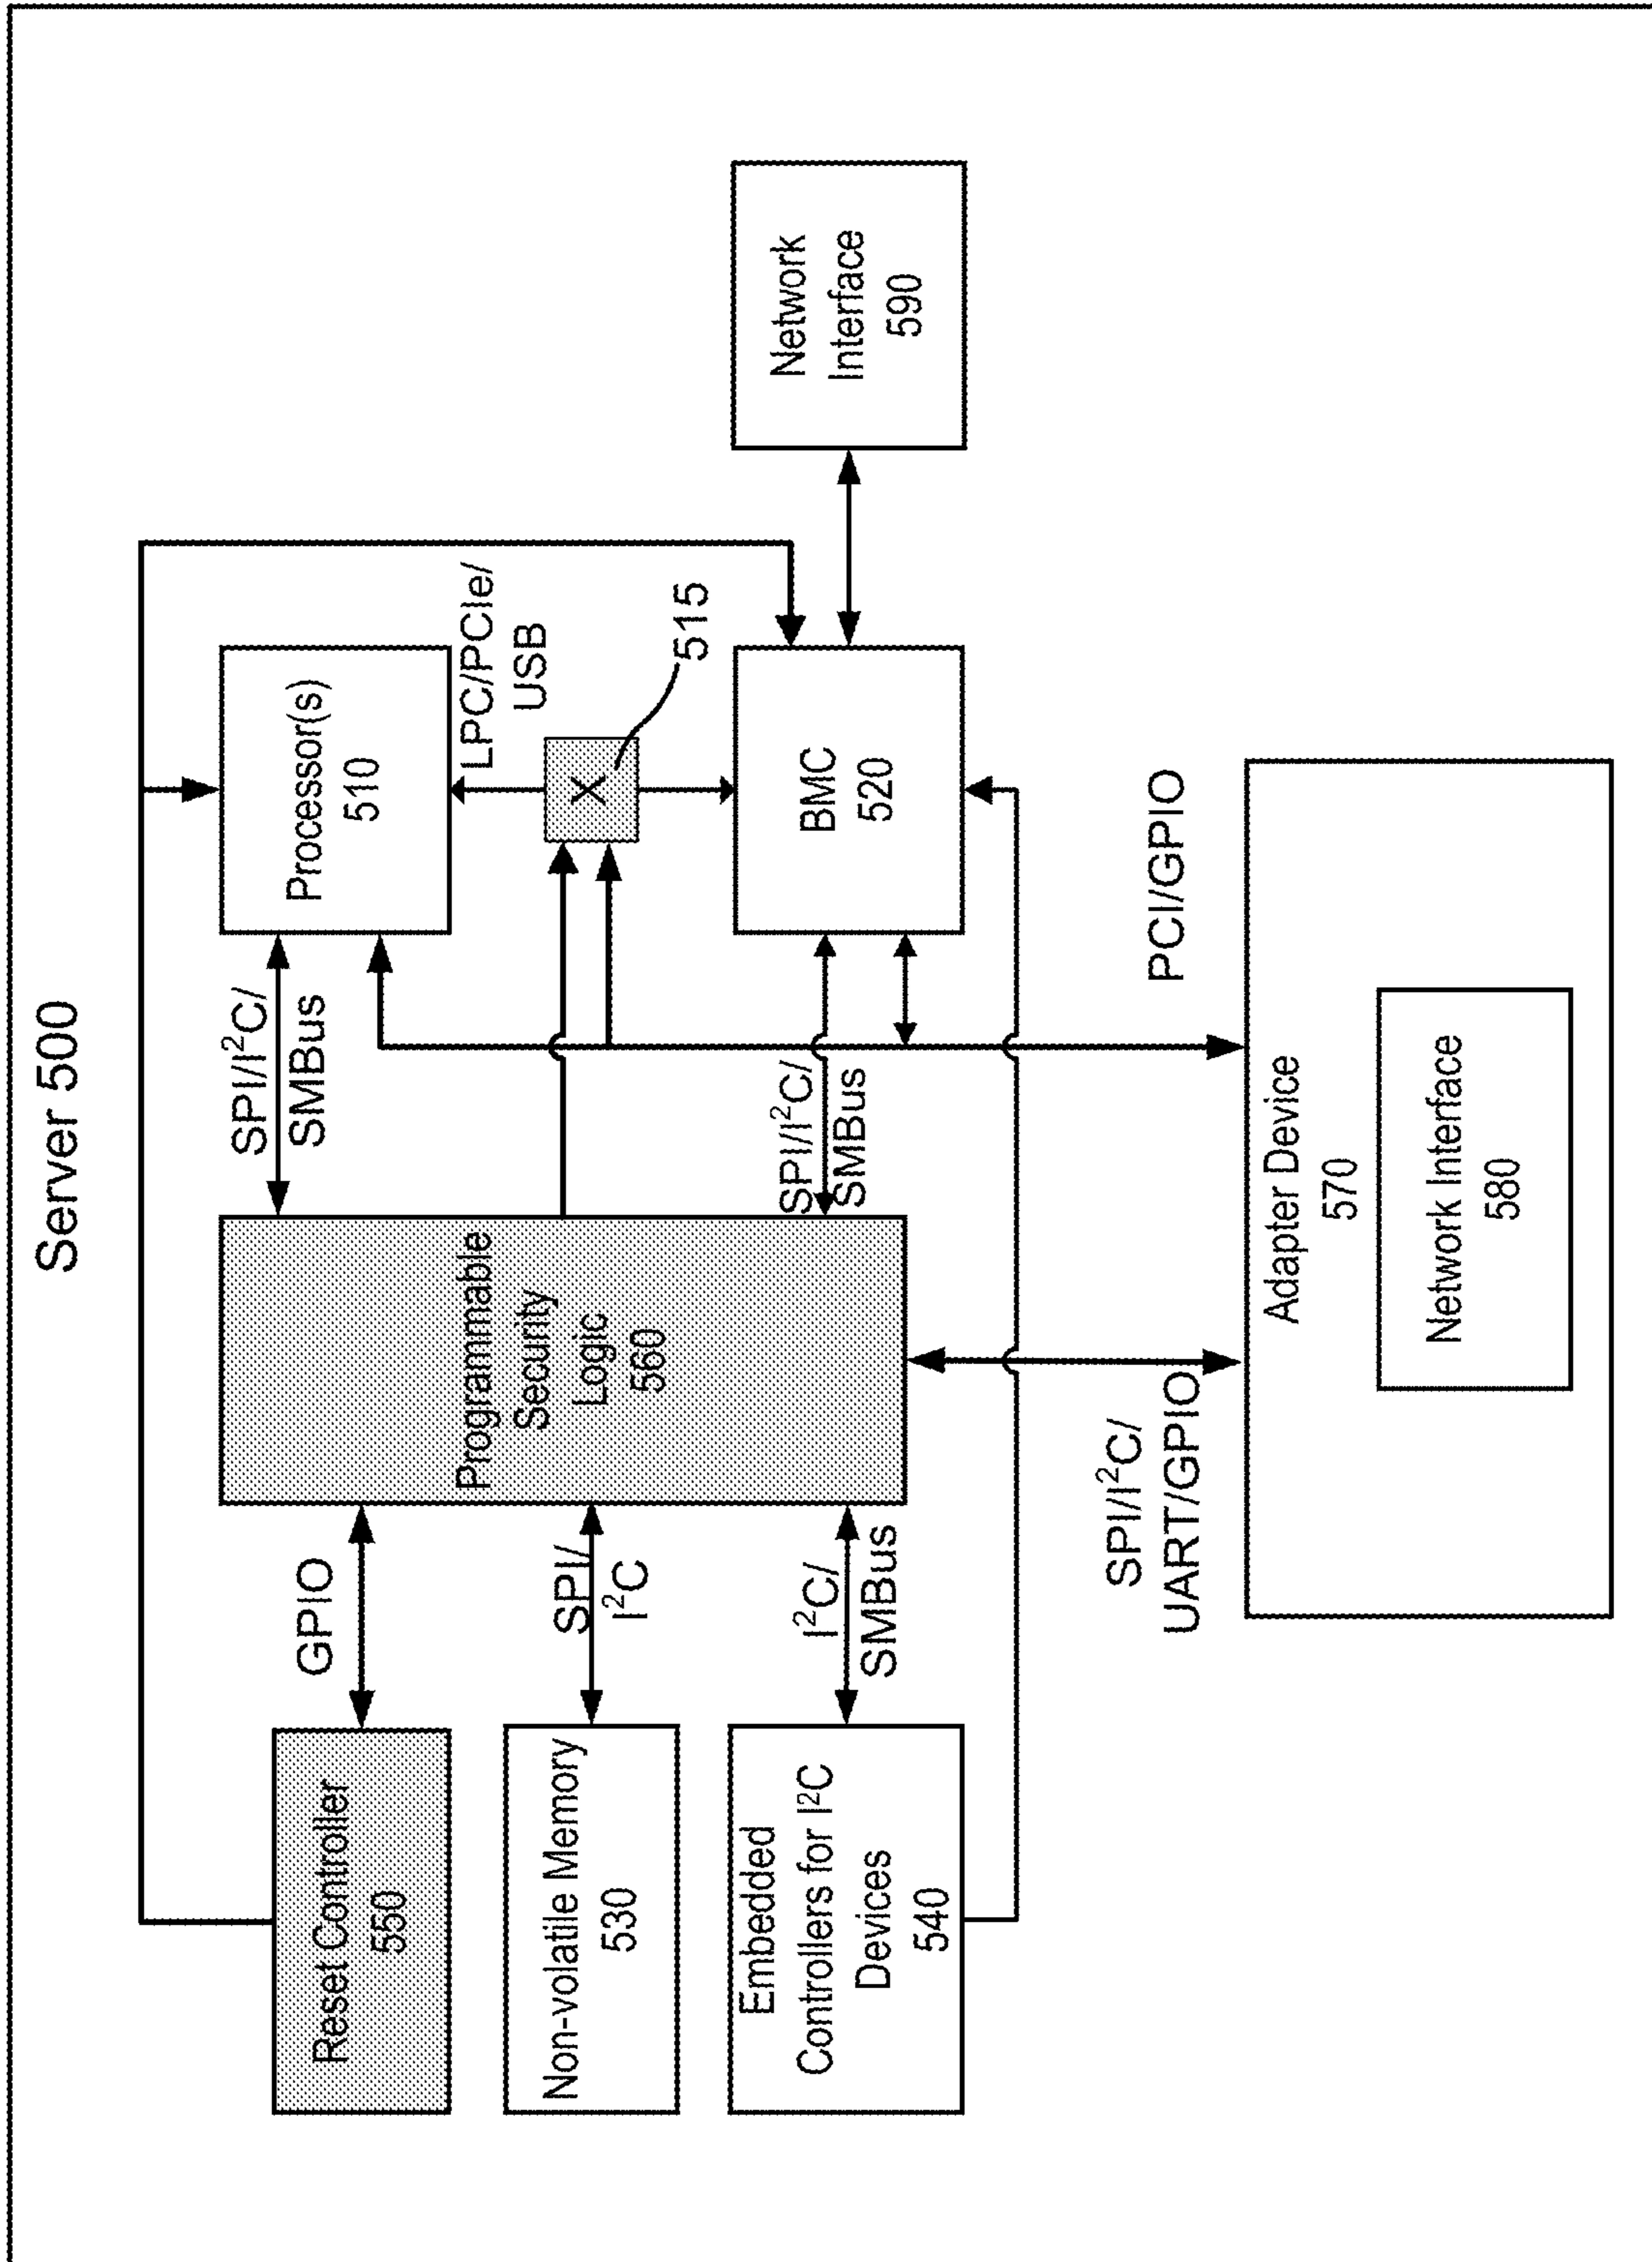 Server 500
Reset Controller
550
GPIO
Non-volatile Memory
530
SPI/
I²C
Embedded
Controllers for I²C
Devices
540
I²C/
SMBus
Programmable
Security
Logic
560
SPI/I²C/
SMBus
Processor(s)
510
LPC/PCIe/
USB
X
515
SPI/I²C/
SMBus
BMC
520
Network
Interface
590
SPI/I²C/
UART/GPIO
PCI/GPIO
Adapter Device
570
Network Interface
580